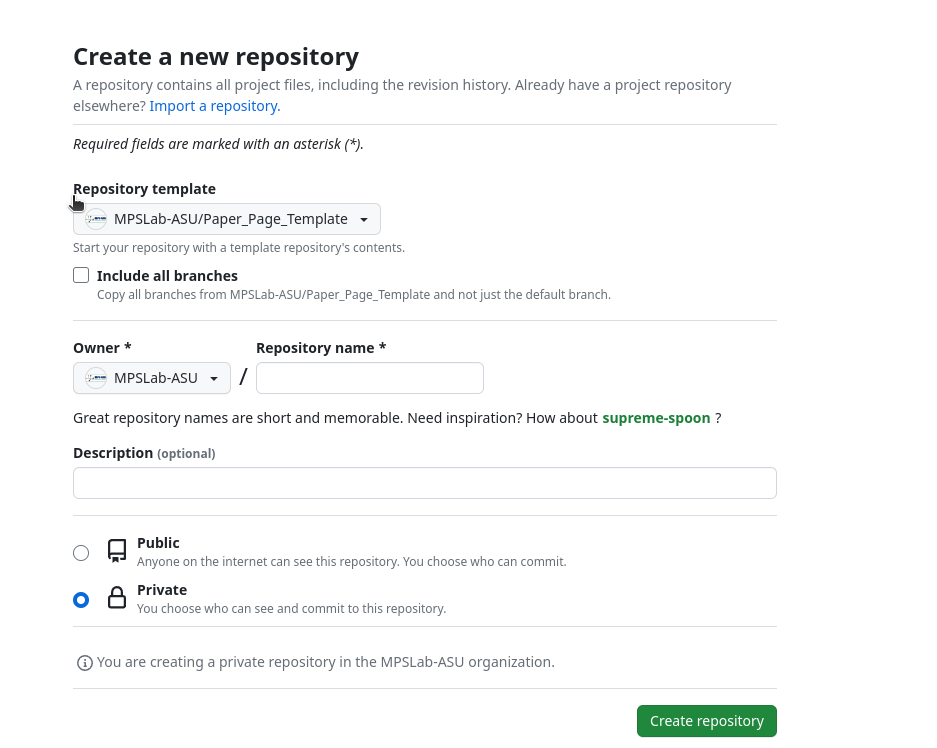 Create a new repository
A repository contains all project files, including the revision history. Already have a project repository
elsewhere? Import a repository.
Required fields are marked with an asterisk (*).
Repository template
MPSLab-ASU/Paper_Page_Template
Start your repository with a template repository's contents.
Include all branches
Copy all branches from MPSLab-ASU/Paper_Page_Template and not just the default branch.
Owner * Repository name *
MPSLab-ASU /
Great repository names are short and memorable. Need inspiration? How about supreme-spoon ?
Description (optional)
Public
Anyone on the internet can see this repository. You choose who can commit.
Private
You choose who can see and commit to this repository.
You are creating a private repository in the MPSLab-ASU organization.
Create repository